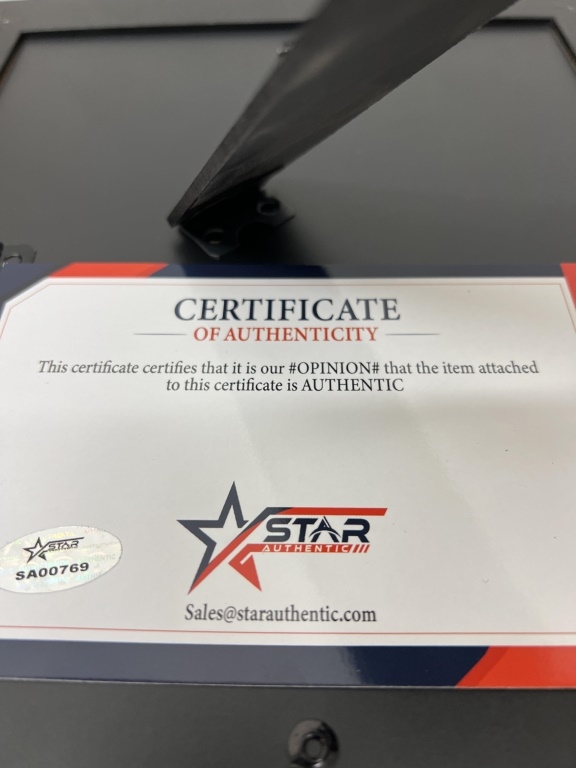 CERTIFICATE
OF AUTHENTICITY
This certificate certifies that it is our #OPINION# that the item attached
to this certificate is AUTHENTIC
STAR
AUTHENTIC
STAR
SA00769
Sales@starauthentic.com